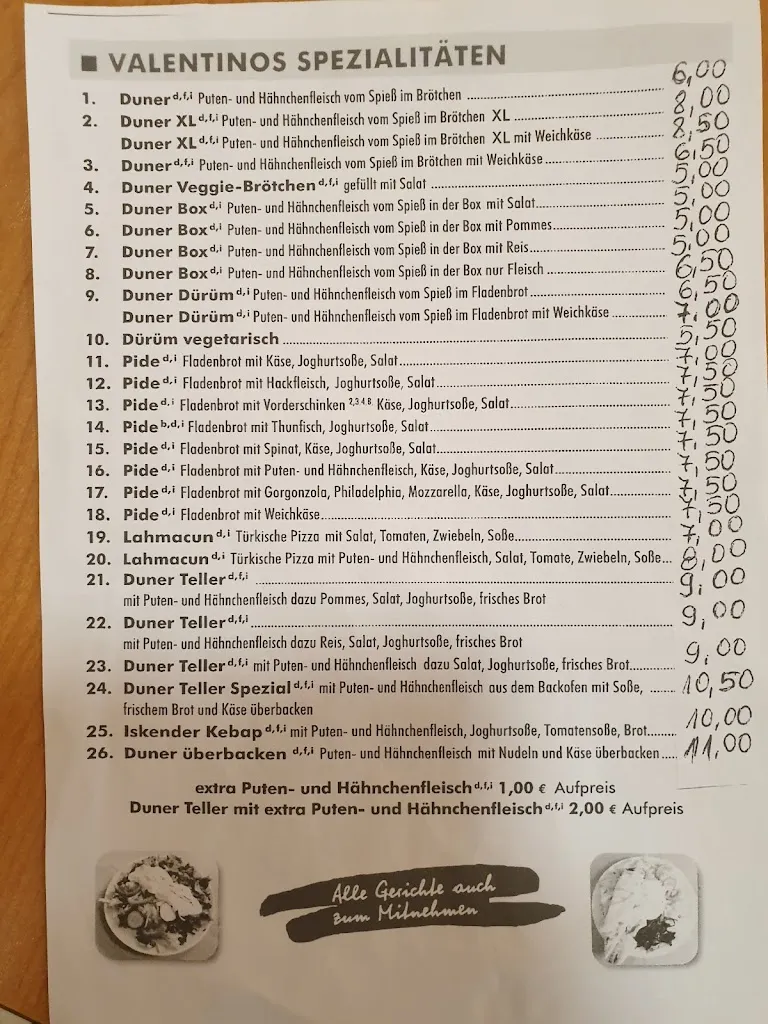 ■ VALENTINOS SPEZIALITÄTEN
1. Duner d,f,i Puten- und Hähnchenfleisch vom Spieß im Brötchen 6,00
2. Duner XL d,f,i Puten- und Hähnchenfleisch vom Spieß im Brötchen XL 8,00
Duner XL d,f,i Puten- und Hähnchenfleisch vom Spieß im Brötchen XL mit Weichkäse 8,50
3. Duner d,f,i Puten- und Hähnchenfleisch vom Spieß im Brötchen mit Weichkäse 6,50
4. Duner Veggie-Brötchen d,f,i gefüllt mit Salat 5,00
5. Duner Box d,i Puten- und Hähnchenfleisch vom Spieß in der Box mit Salat 5,00
6. Duner Box d,i Puten- und Hähnchenfleisch vom Spieß in der Box mit Pommes 5,00
7. Duner Box d,i Puten- und Hähnchenfleisch vom Spieß in der Box mit Reis 5,00
8. Duner Box d,i Puten- und Hähnchenfleisch vom Spieß in der Box nur Fleisch 6,50
9. Duner Dürüm d,i Puten- und Hähnchenfleisch vom Spieß im Fladenbrot 6,50
Duner Dürüm d,i Puten- und Hähnchenfleisch vom Spieß im Fladenbrot mit Weichkäse 7,00
10. Dürüm vegetarisch 5,50
11. Pide d,i Fladenbrot mit Käse, Joghurtsoße, Salat 7,00
12. Pide d,i Fladenbrot mit Hackfleisch, Joghurtsoße, Salat 7,50
13. Pide d,i Fladenbrot mit Vorderschinken 2,3,4,8, Käse, Joghurtsoße, Salat 7,50
14. Pide b,d,i Fladenbrot mit Thunfisch, Joghurtsoße, Salat 7,50
15. Pide d,i Fladenbrot mit Spinat, Käse, Joghurtsoße, Salat 7,50
16. Pide d,i Fladenbrot mit Puten- und Hähnchenfleisch, Käse, Joghurtsoße, Salat 7,50
17. Pide d,i Fladenbrot mit Gorgonzola, Philadelphia, Mozzarella, Käse, Joghurtsoße, Salat 7,50
18. Pide d,i Fladenbrot mit Weichkäse 7,50
19. Lahmacun d,i Türkische Pizza mit Salat, Tomaten, Zwiebeln, Soße 7,00
20. Lahmacun d,i Türkische Pizza mit Puten- und Hähnchenfleisch, Salat, Tomate, Zwiebeln, Soße 8,00
21. Duner Teller d,f,i 9,00
mit Puten- und Hähnchenfleisch dazu Pommes, Salat, Joghurtsoße, frisches Brot
22. Duner Teller d,f,i 9,00
mit Puten- und Hähnchenfleisch dazu Reis, Salat, Joghurtsoße, frisches Brot
23. Duner Teller d,f,i mit Puten- und Hähnchenfleisch dazu Salat, Joghurtsoße, frisches Brot 9,00
24. Duner Teller Spezial d,f,i mit Puten- und Hähnchenfleisch aus dem Backofen mit Soße, 10,50
frischem Brot und Käse überbacken
25. Iskender Kebap d,f,i mit Puten- und Hähnchenfleisch, Joghurtsoße, Tomatensoße, Brot 10,00
26. Duner überbacken d,f,i Puten- und Hähnchenfleisch mit Nudeln und Käse überbacken 11,00
extra Puten- und Hähnchenfleisch d,f,i 1,00 € Aufpreis
Duner Teller mit extra Puten- und Hähnchenfleisch d,f,i 2,00 € Aufpreis
Alle Gerichte auch
zum Mitnehmen